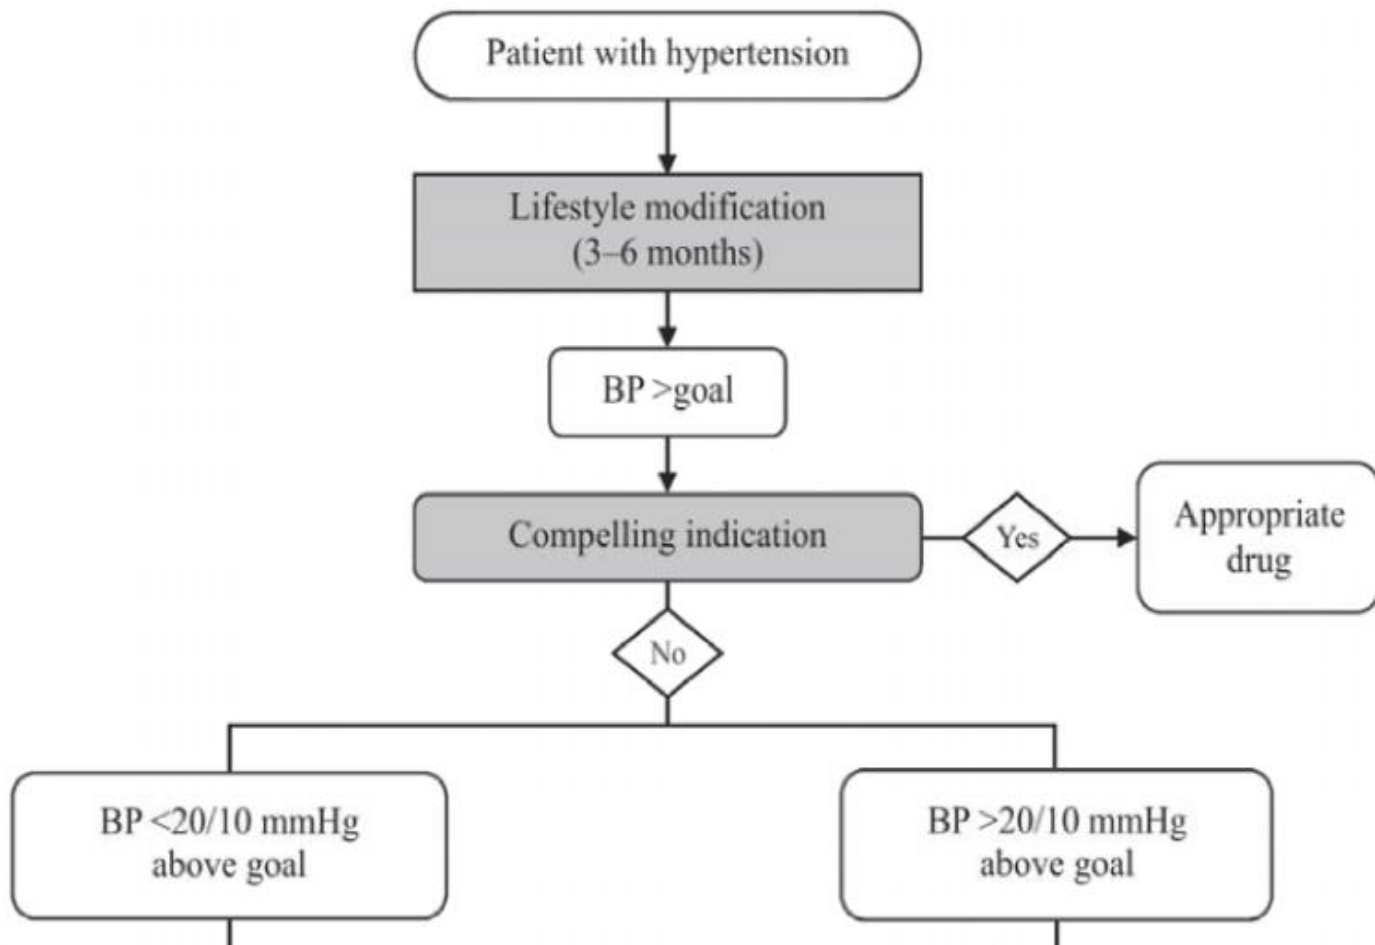 Patient with hypertension
Lifestyle modification
(3–6 months)
BP >goal
Compelling indication
Yes
Appropriate
drug
No
BP <20/10 mmHg
above goal
BP >20/10 mmHg
above goal